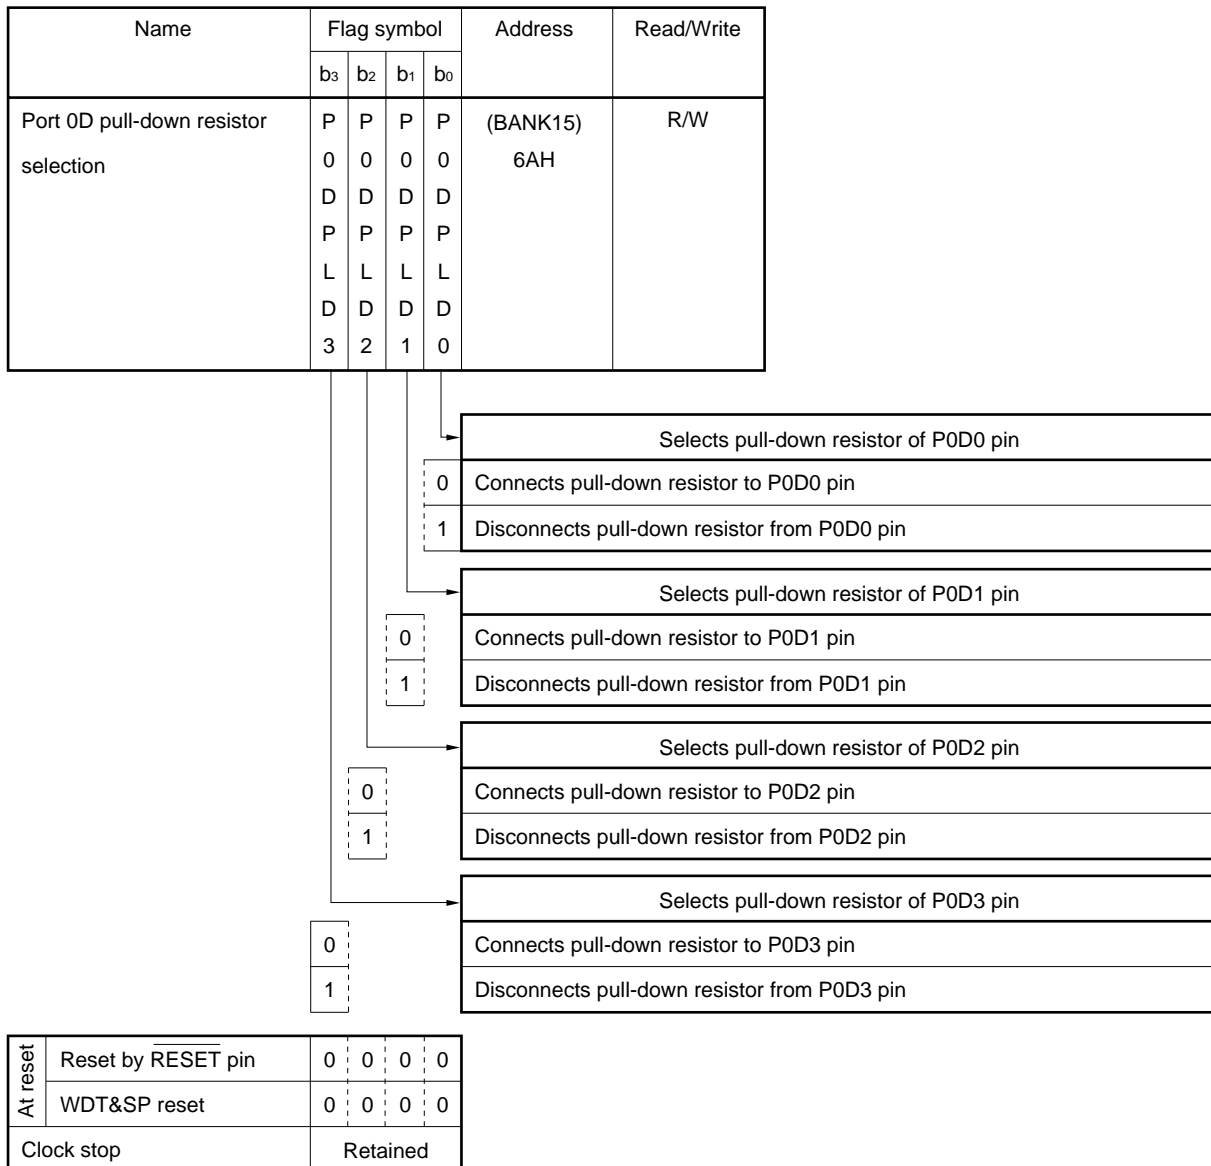 Name Flag symbol Address Read/Write
b3 b2 b1 b0
Port 0D pull-down resistor P P P P (BANK15) R/W
selection 0 0 0 0 6AH
D D D D
P P P P
L L L L
D D D D
3 2 1 0
Selects pull-down resistor of P0D0 pin
0 Connects pull-down resistor to P0D0 pin
1 Disconnects pull-down resistor from P0D0 pin
Selects pull-down resistor of P0D1 pin
0 Connects pull-down resistor to P0D1 pin
1 Disconnects pull-down resistor from P0D1 pin
Selects pull-down resistor of P0D2 pin
0 Connects pull-down resistor to P0D2 pin
1 Disconnects pull-down resistor from P0D2 pin
Selects pull-down resistor of P0D3 pin
0 Connects pull-down resistor to P0D3 pin
1 Disconnects pull-down resistor from P0D3 pin
At reset
Reset by RESET pin 0 0 0 0
WDT&SP reset 0 0 0 0
Clock stop Retained